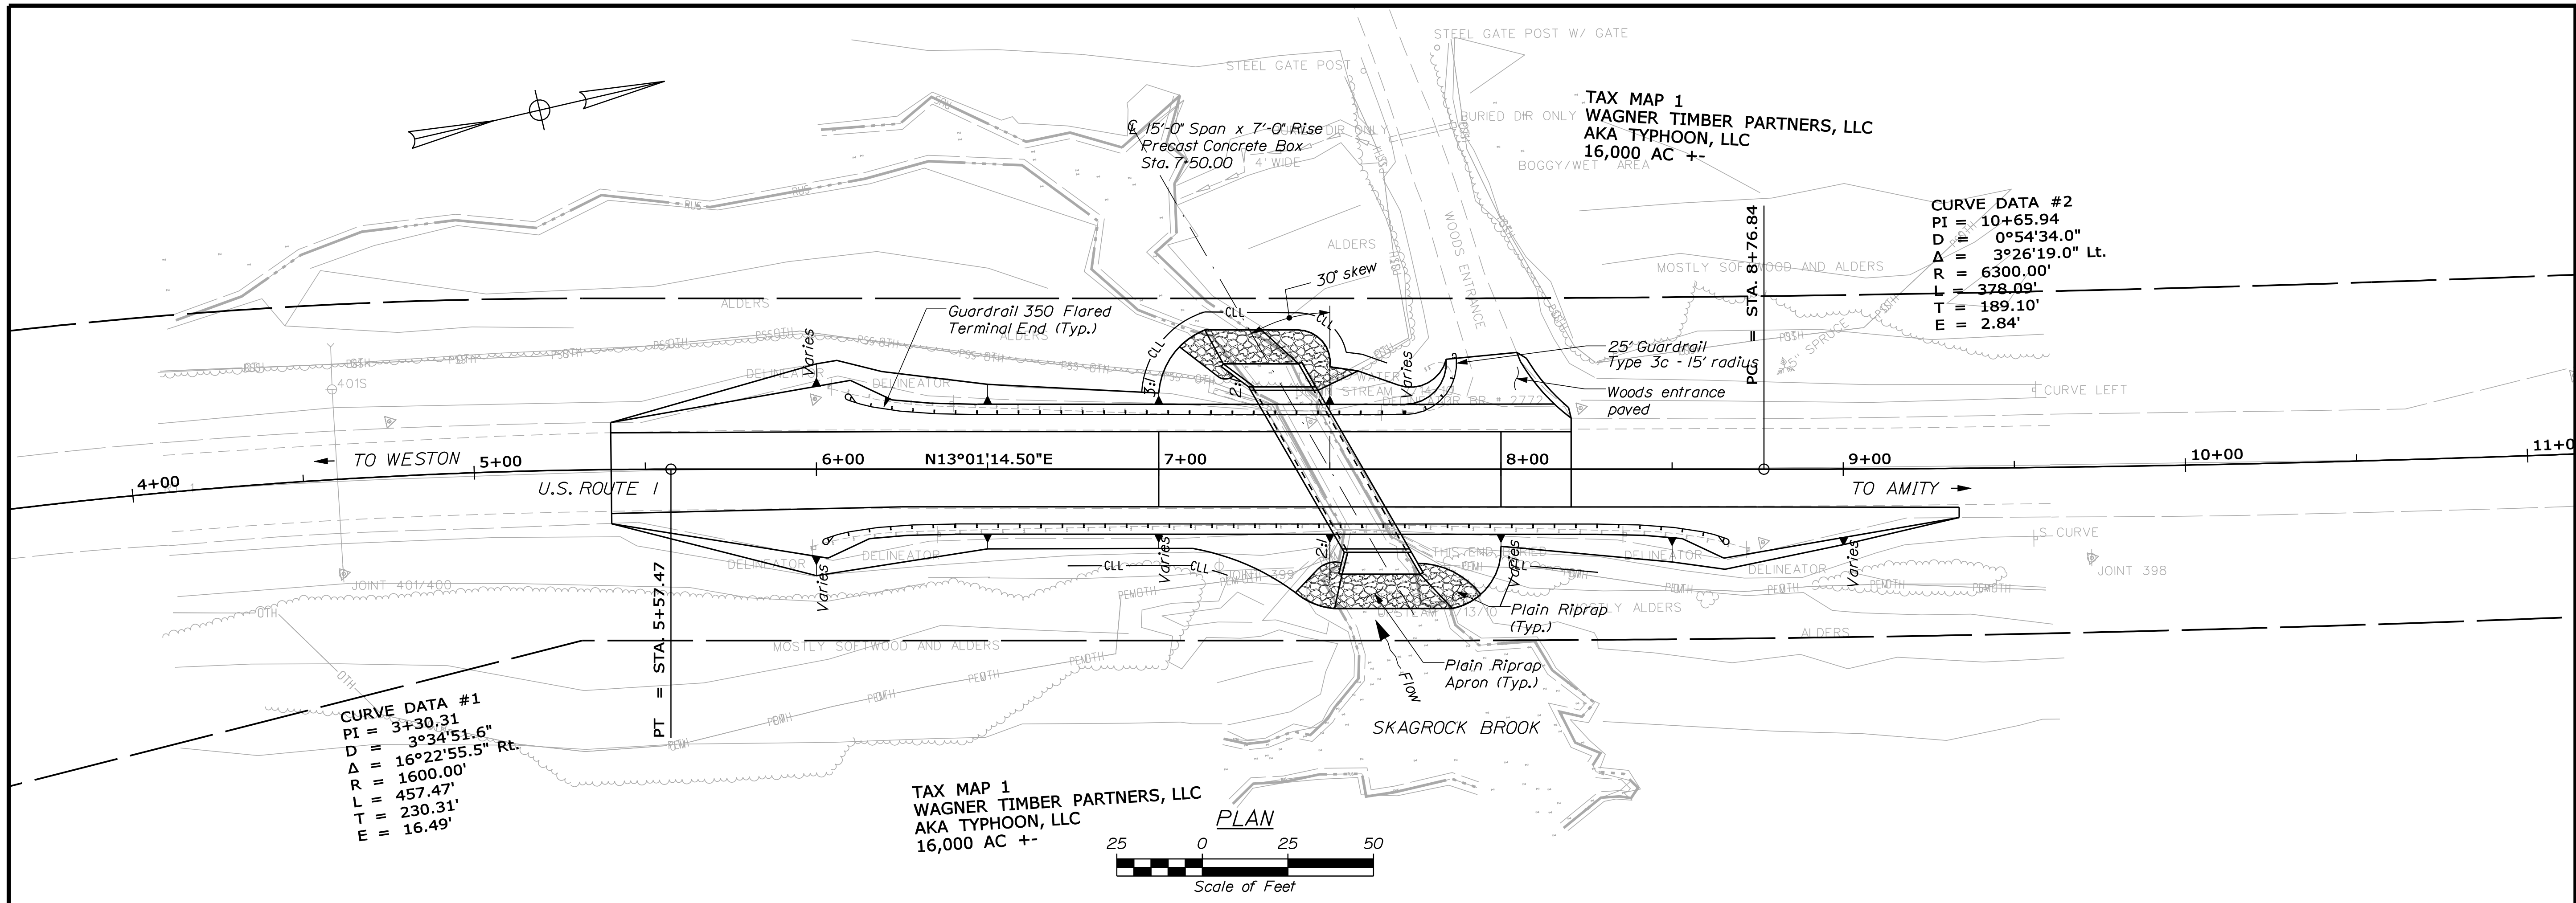 STEEL GATE POST W/ GATE
STEEL GATE POST
TAX MAP 1
WAGNER TIMBER PARTNERS, LLC
AKA TYPHOON, LLC
16,000 AC +-
BURIED DIR ONLY
BOGGY/WET AREA
℄ 15'-0" Span x 7'-0" Rise
Precast Concrete Box
Sta. 7+50.00
4' WIDE
RUS
RUS
RUS
WOODS ENTRANCE
ALDERS
30° skew
MOSTLY SOFTWOOD AND ALDERS
PC = STA. 8+76.84
CURVE DATA #2
PI = 10+65.94
D = 0°54'34.0"
Δ = 3°26'19.0" Lt.
R = 6300.00'
L = 378.09'
T = 189.10'
E = 2.84'
ALDERS
Guardrail 350 Flared
Terminal End (Typ.)
ALDERS
CLL
CLL
CLL
Varies
Varies
3:1
2:1
25' Guardrail
Type 3c - 15' radius
Woods entrance
paved
DELINEATOR
DELINEATOR
401S
CURVE LEFT
4+00
TO WESTON
5+00
6+00
N13°01'14.50"E
7+00
8+00
9+00
10+00
11+0
U.S. ROUTE 1
TO AMITY
S CURVE
JOINT 398
JOINT 401/400
DELINEATOR
DELINEATOR
DELINEATOR
DELINEATOR
Varies
Varies
Varies
Varies
2:1
CLL
CLL
CLL
OTH
OTH
PT = STA. 5+57.47
MOSTLY SOFTWOOD AND ALDERS
ALDERS
Plain Riprap
(Typ.)
Plain Riprap
Apron (Typ.)
Flow
SKAGROCK BROOK
CURVE DATA #1
PI = 3+30.31
D = 3°34'51.6"
Δ = 16°22'55.5" Rt.
R = 1600.00'
L = 457.47'
T = 230.31'
E = 16.49'
TAX MAP 1
WAGNER TIMBER PARTNERS, LLC
AKA TYPHOON, LLC
16,000 AC +-
PLAN
25 0 25 50
Scale of Feet